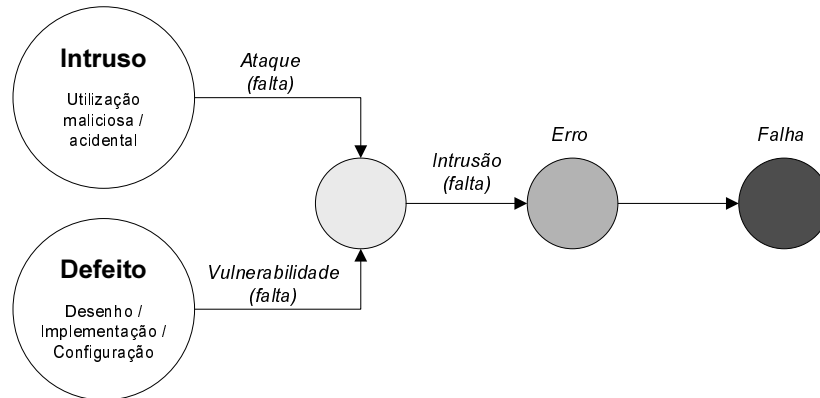 Intruso
Utilização
maliciosa /
acidental
Ataque
(falta)
Defeito
Desenho /
Implementação /
Configuração
Vulnerabilidade
(falta)
Intrusão
(falta)
Erro
Falha